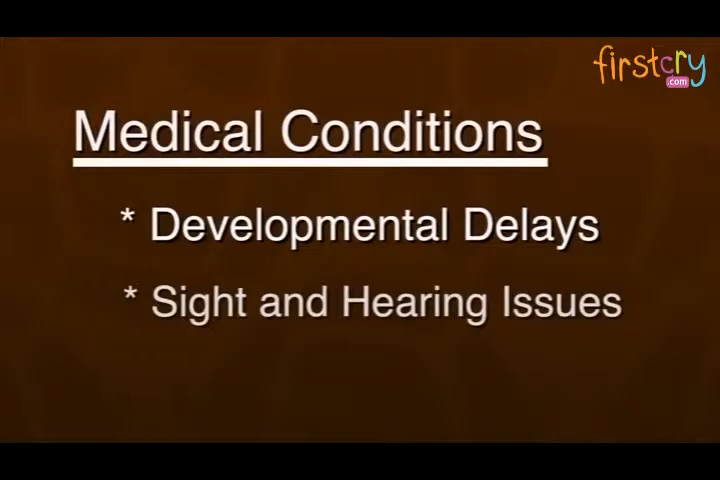 firstcry
.com
Medical Conditions
* Developmental Delays
* Sight and Hearing Issues